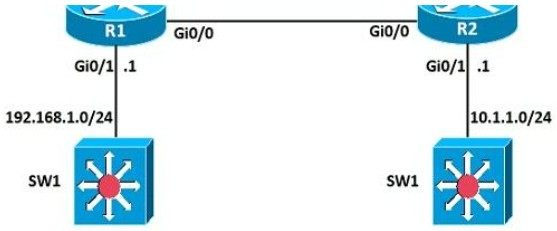 R1
Gi0/0
Gi0/0
R2
Gi0/1 .1
Gi0/1 .1
192.168.1.0/24
10.1.1.0/24
SW1
SW1